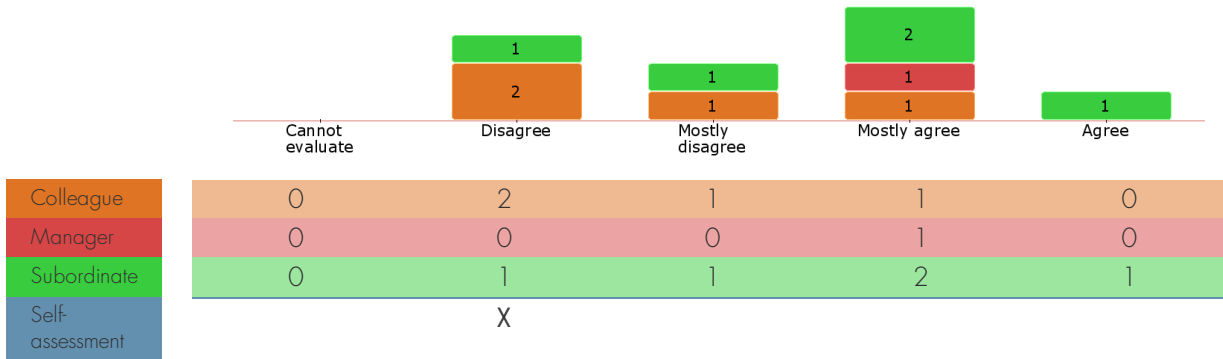 2
1
1
1
2
1
1
1
1
Cannot
evaluate
Disagree
Mostly
disagree
Mostly agree
Agree
Colleague 0 2 1 1 0
Manager 0 0 0 1 0
Subordinate 0 1 1 2 1
Self-
assessment
X